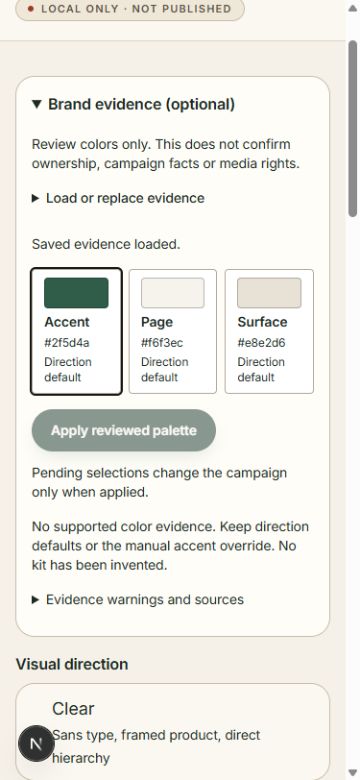 LOCAL ONLY · NOT PUBLISHED
Brand evidence (optional)
Review colors only. This does not confirm
ownership, campaign facts or media rights.
Load or replace evidence
Saved evidence loaded.
Accent
#2f5d4a
Direction
default
Page
#f6f3ec
Direction
default
Surface
#e8e2d6
Direction
default
Apply reviewed palette
Pending selections change the campaign
only when applied.
No supported color evidence. Keep direction
defaults or the manual accent override. No
kit has been invented.
Evidence warnings and sources
Visual direction
Clear
Sans type, framed product, direct
hierarchy
N